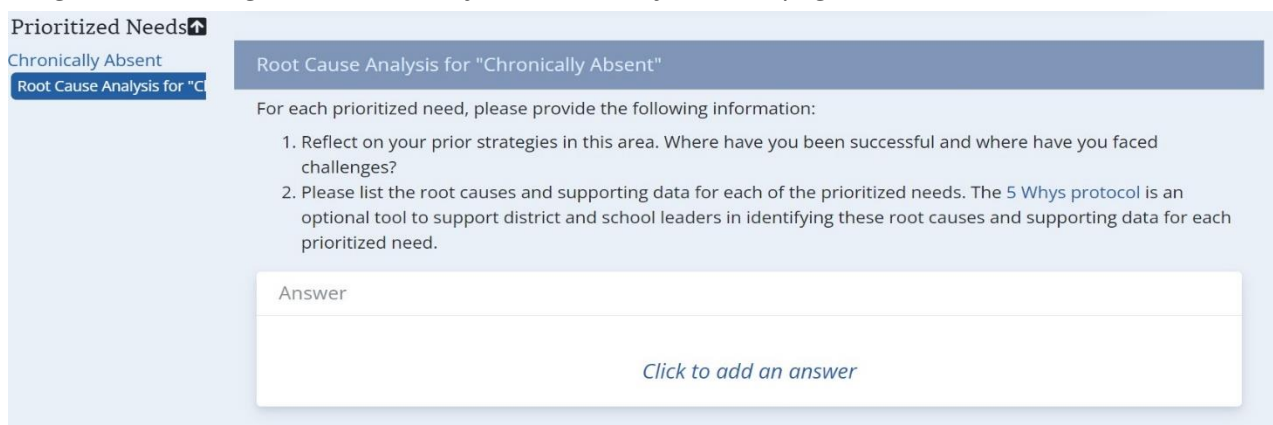 Prioritized Needs
Chronically Absent
Root Cause Analysis for "Cl
Root Cause Analysis for "Chronically Absent"
For each prioritized need, please provide the following information:
1. Reflect on your prior strategies in this area. Where have you been successful and where have you faced
challenges?
2. Please list the root causes and supporting data for each of the prioritized needs. The 5 Whys protocol is an
optional tool to support district and school leaders in identifying these root causes and supporting data for each
prioritized need.
Answer
Click to add an answer